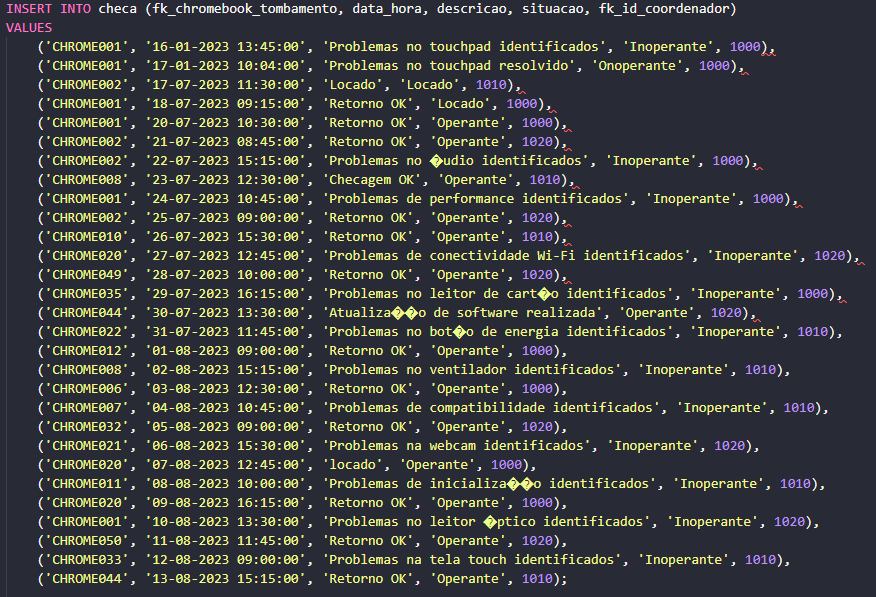 INSERT INTO checa (fk_chromebook_tombamento, data_hora, descricao, situacao, fk_id_coordenador)
VALUES
('CHROME001', '16-01-2023 13:45:00', 'Problemas no touchpad identificados', 'Inoperante', 1000),
('CHROME001', '17-01-2023 10:04:00', 'Problemas no touchpad resolvido', 'Onoperante', 1000),
('CHROME002', '17-07-2023 11:30:00', 'Locado', 'Locado', 1010),
('CHROME001', '18-07-2023 09:15:00', 'Retorno OK', 'Locado', 1000),
('CHROME001', '20-07-2023 10:30:00', 'Retorno OK', 'Operante', 1000),
('CHROME002', '21-07-2023 08:45:00', 'Retorno OK', 'Operante', 1020),
('CHROME002', '22-07-2023 15:15:00', 'Problemas no �udio identificados', 'Inoperante', 1000),
('CHROME008', '23-07-2023 12:30:00', 'Checagem OK', 'Operante', 1010),
('CHROME001', '24-07-2023 10:45:00', 'Problemas de performance identificados', 'Inoperante', 1000),
('CHROME002', '25-07-2023 09:00:00', 'Retorno OK', 'Operante', 1020),
('CHROME010', '26-07-2023 15:30:00', 'Retorno OK', 'Operante', 1010),
('CHROME020', '27-07-2023 12:45:00', 'Problemas de conectividade Wi-Fi identificados', 'Inoperante', 1020),
('CHROME049', '28-07-2023 10:00:00', 'Retorno OK', 'Operante', 1020),
('CHROME035', '29-07-2023 16:15:00', 'Problemas no leitor de cart�o identificados', 'Inoperante', 1000),
('CHROME044', '30-07-2023 13:30:00', 'Atualiza��o de software realizada', 'Operante', 1020),
('CHROME022', '31-07-2023 11:45:00', 'Problemas no bot�o de energia identificados', 'Inoperante', 1010),
('CHROME012', '01-08-2023 09:00:00', 'Retorno OK', 'Operante', 1000),
('CHROME008', '02-08-2023 15:15:00', 'Problemas no ventilador identificados', 'Inoperante', 1010),
('CHROME006', '03-08-2023 12:30:00', 'Retorno OK', 'Operante', 1000),
('CHROME007', '04-08-2023 10:45:00', 'Problemas de compatibilidade identificados', 'Inoperante', 1010),
('CHROME032', '05-08-2023 09:00:00', 'Retorno OK', 'Operante', 1020),
('CHROME021', '06-08-2023 15:30:00', 'Problemas na webcam identificados', 'Inoperante', 1020),
('CHROME020', '07-08-2023 12:45:00', 'locado', 'Operante', 1000),
('CHROME011', '08-08-2023 10:00:00', 'Problemas de inicializa��o identificados', 'Inoperante', 1010),
('CHROME020', '09-08-2023 16:15:00', 'Retorno OK', 'Operante', 1000),
('CHROME001', '10-08-2023 13:30:00', 'Problemas no leitor �ptico identificados', 'Inoperante', 1020),
('CHROME050', '11-08-2023 11:45:00', 'Retorno OK', 'Operante', 1020),
('CHROME033', '12-08-2023 09:00:00', 'Problemas na tela touch identificados', 'Inoperante', 1010),
('CHROME044', '13-08-2023 15:15:00', 'Retorno OK', 'Operante', 1010);